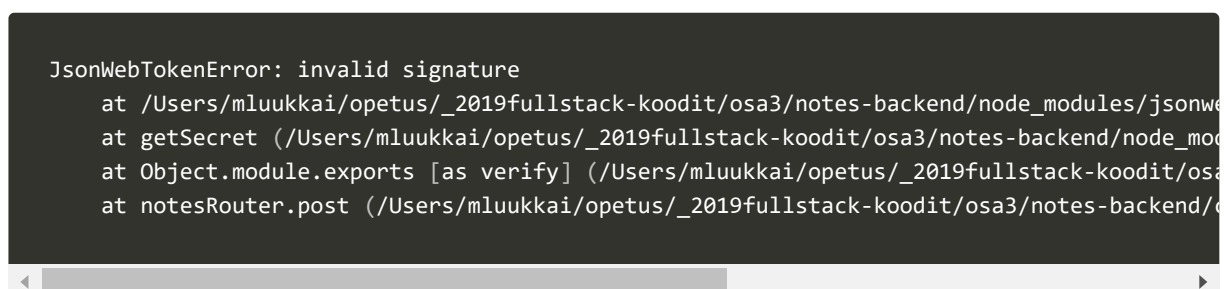 JsonWebTokenError: invalid signature
at /Users/mluukkai/opetus/_2019fullstack-koodit/osa3/notes-backend/node_modules/jsonwe
at getSecret (/Users/mluukkai/opetus/_2019fullstack-koodit/osa3/notes-backend/node_mod
at Object.module.exports [as verify] (/Users/mluukkai/opetus/_2019fullstack-koodit/osa
at notesRouter.post (/Users/mluukkai/opetus/_2019fullstack-koodit/osa3/notes-backend/